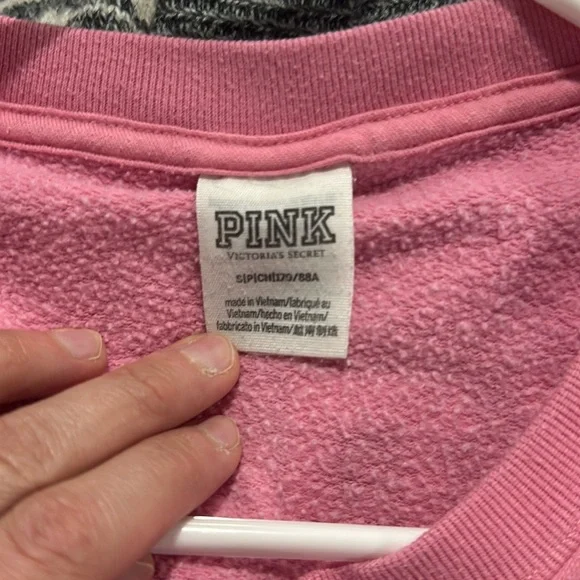 PINK
VICTORIA'S SECRET
S|P|CH|170/88A
made in Vietnam/fabriqué au
Vietnam/hecho en Vietnam/
fabbricato in Vietnam/越南制造